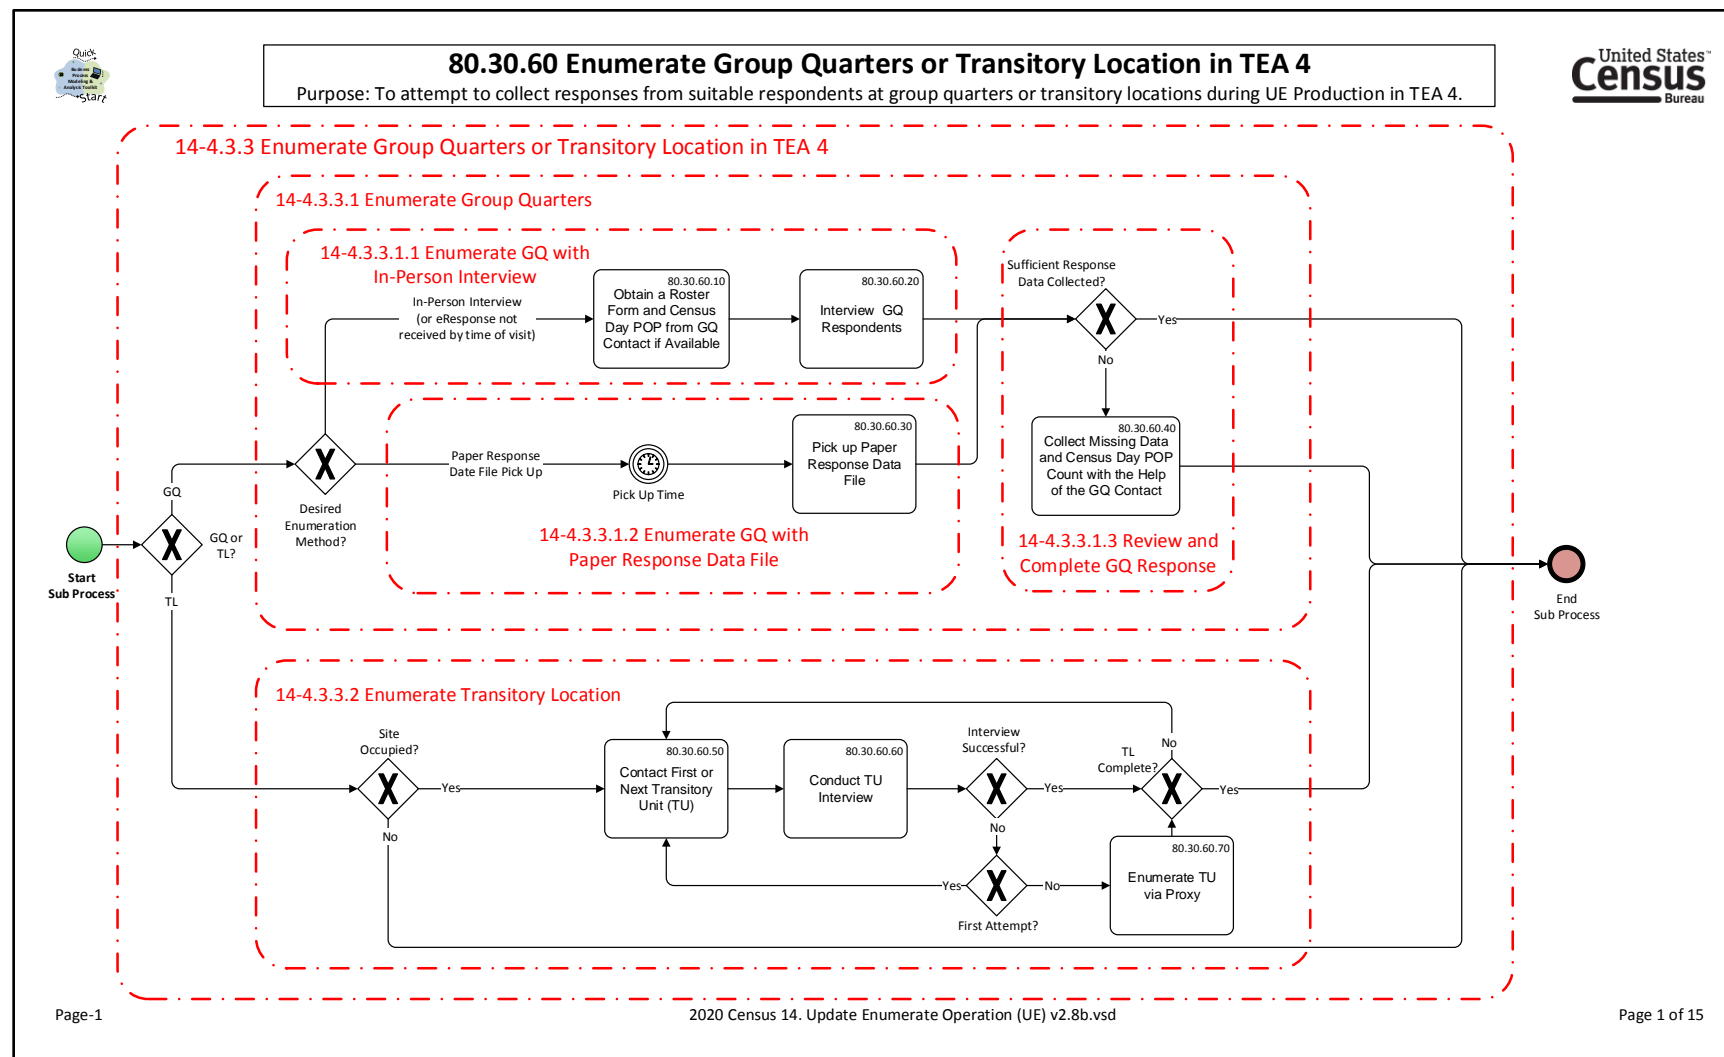 Quick
Business
Process
Modeling &
Analysis Toolkit
Start
80.30.60 Enumerate Group Quarters or Transitory Location in TEA 4
Purpose: To attempt to collect responses from suitable respondents at group quarters or transitory locations during UE Production in TEA 4.
United States
Census
Bureau
14-4.3.3 Enumerate Group Quarters or Transitory Location in TEA 4
14-4.3.3.1 Enumerate Group Quarters
14-4.3.3.1.1 Enumerate GQ with
In-Person Interview
In-Person Interview
(or eResponse not
received by time of visit)
80.30.60.10
Obtain a Roster
Form and Census
Day POP from GQ
Contact if Available
80.30.60.20
Interview GQ
Respondents
Sufficient Response
Data Collected?
Yes
No
80.30.60.40
Collect Missing Data
and Census Day POP
Count with the Help
of the GQ Contact
14-4.3.3.1.3 Review and
Complete GQ Response
Paper Response
Date File Pick Up
Pick Up Time
80.30.60.30
Pick up Paper
Response Data
File
14-4.3.3.1.2 Enumerate GQ with
Paper Response Data File
Desired
Enumeration
Method?
GQ
GQ or
TL?
TL
Start
Sub Process
End
Sub Process
14-4.3.3.2 Enumerate Transitory Location
Site
Occupied?
Yes
No
80.30.60.50
Contact First or
Next Transitory
Unit (TU)
80.30.60.60
Conduct TU
Interview
Interview
Successful?
Yes
No
TL
Complete?
No
Yes
First Attempt?
Yes
No
80.30.60.70
Enumerate TU
via Proxy
Page-1
2020 Census 14. Update Enumerate Operation (UE) v2.8b.vsd
Page 1 of 15